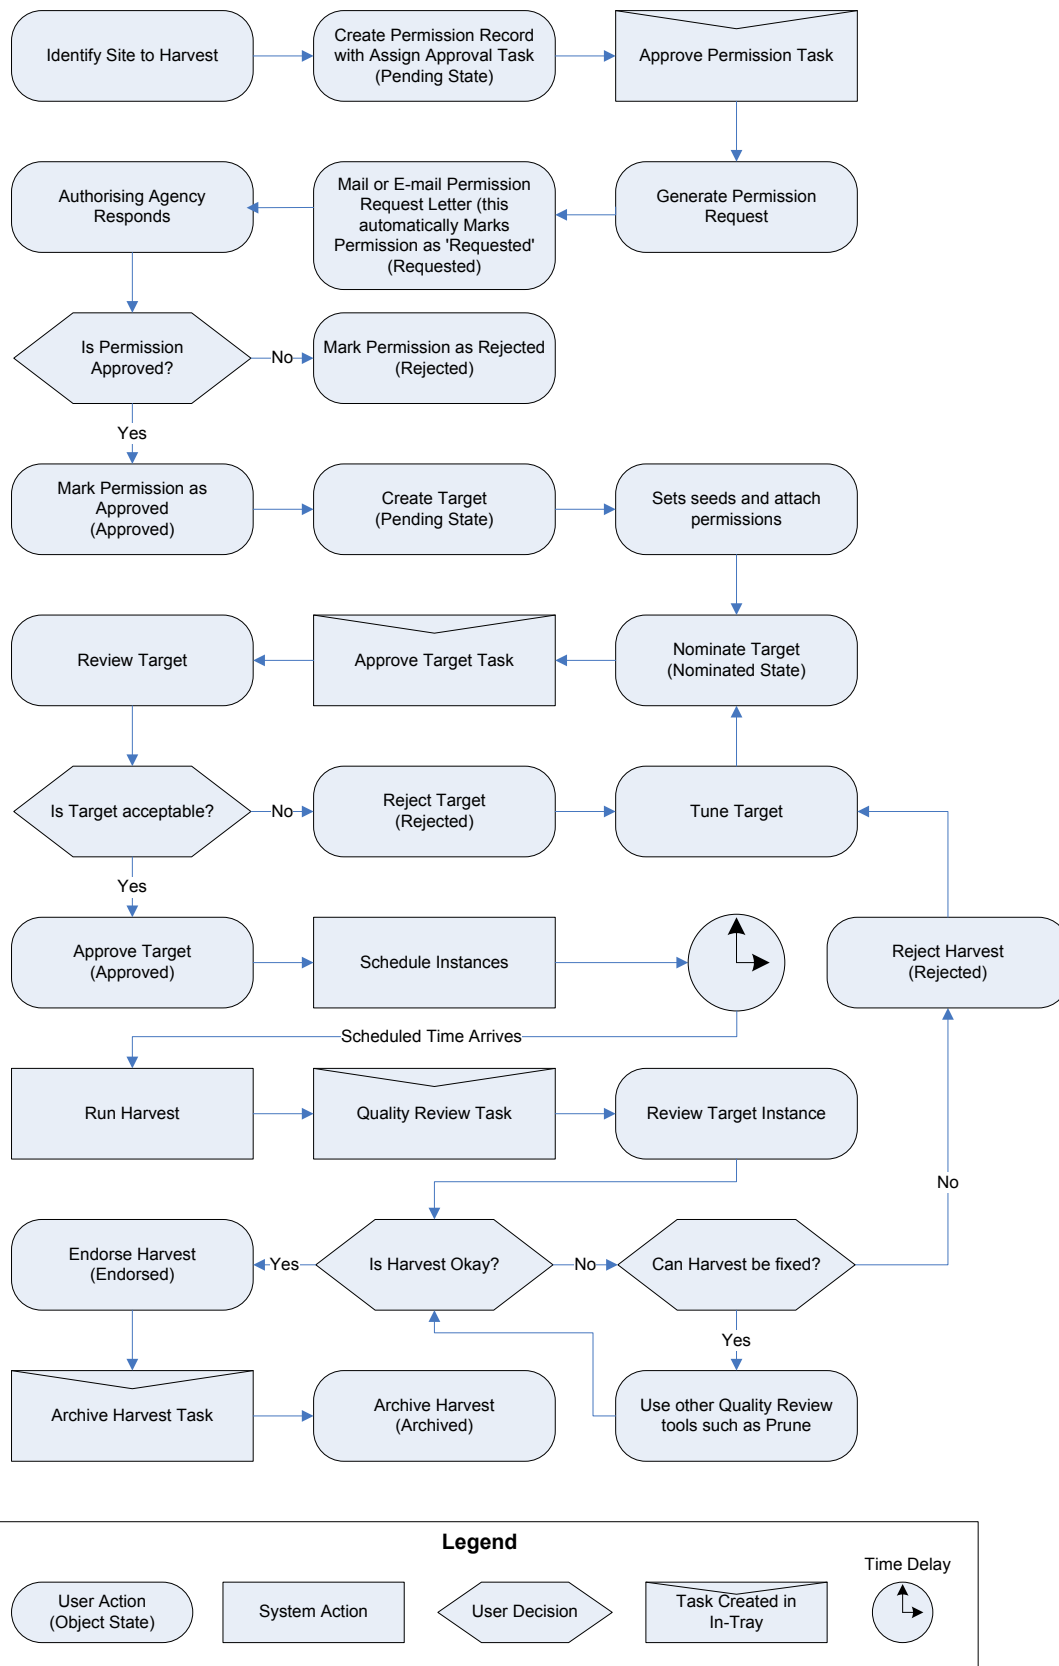 Identify Site to Harvest
Create Permission Record
with Assign Approval Task
(Pending State)
Approve Permission Task
Authorising Agency
Responds
Mail or E-mail Permission
Request Letter (this
automatically Marks
Permission as 'Requested'
(Requested)
Generate Permission
Request
Is Permission
Approved?
No
Mark Permission as Rejected
(Rejected)
Yes
Mark Permission as
Approved
(Approved)
Create Target
(Pending State)
Sets seeds and attach
permissions
Review Target
Approve Target Task
Nominate Target
(Nominated State)
Is Target acceptable?
No
Reject Target
(Rejected)
Tune Target
Yes
Approve Target
(Approved)
Schedule Instances
Reject Harvest
(Rejected)
Scheduled Time Arrives
Run Harvest
Quality Review Task
Review Target Instance
No
Endorse Harvest
(Endorsed)
Yes
Is Harvest Okay?
No
Can Harvest be fixed?
Yes
Archive Harvest Task
Archive Harvest
(Archived)
Use other Quality Review
tools such as Prune
Legend
User Action
(Object State)
System Action
User Decision
Task Created in
In-Tray
Time Delay